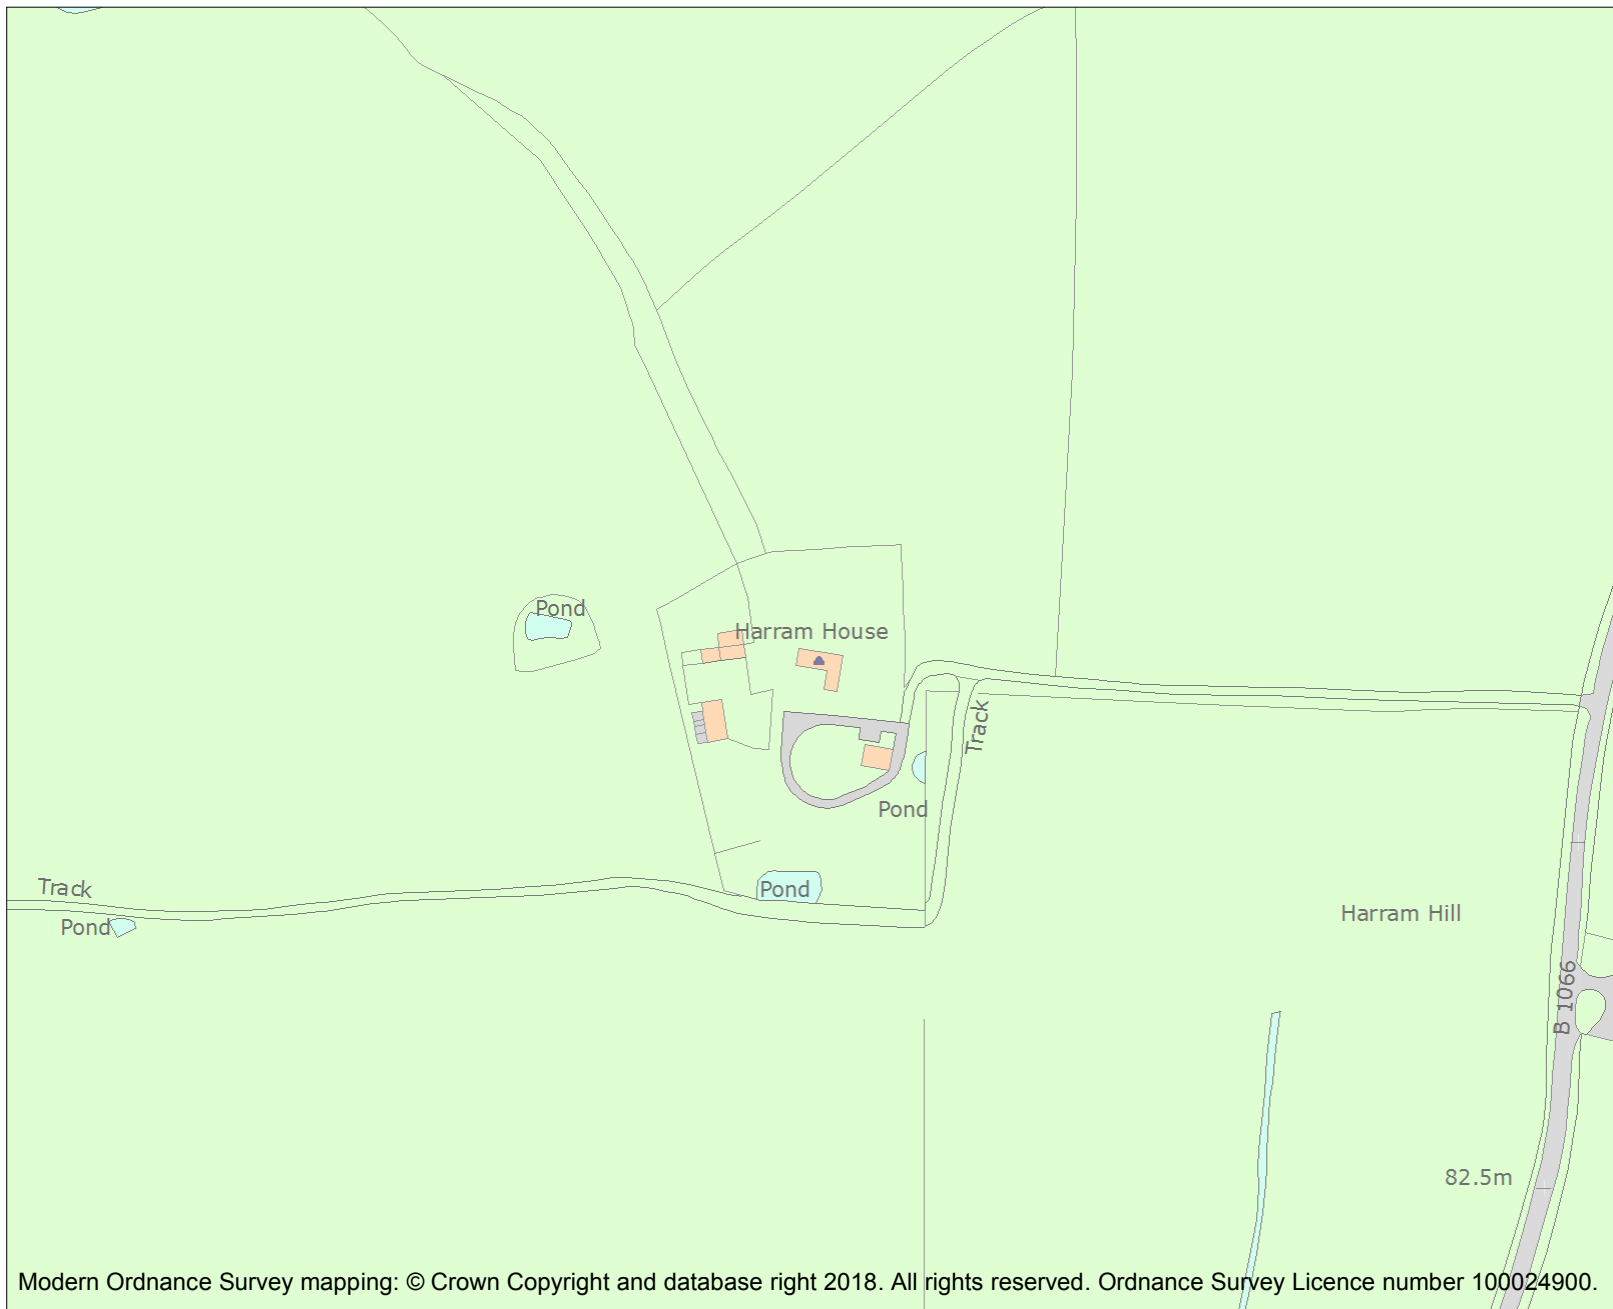 Pond
Harram House
Track
Pond
Track
Pond
Pond
Harram Hill
B 1066
82.5m
Modern Ordnance Survey mapping: © Crown Copyright and database right 2018. All rights reserved. Ordnance Survey Licence number 100024900.